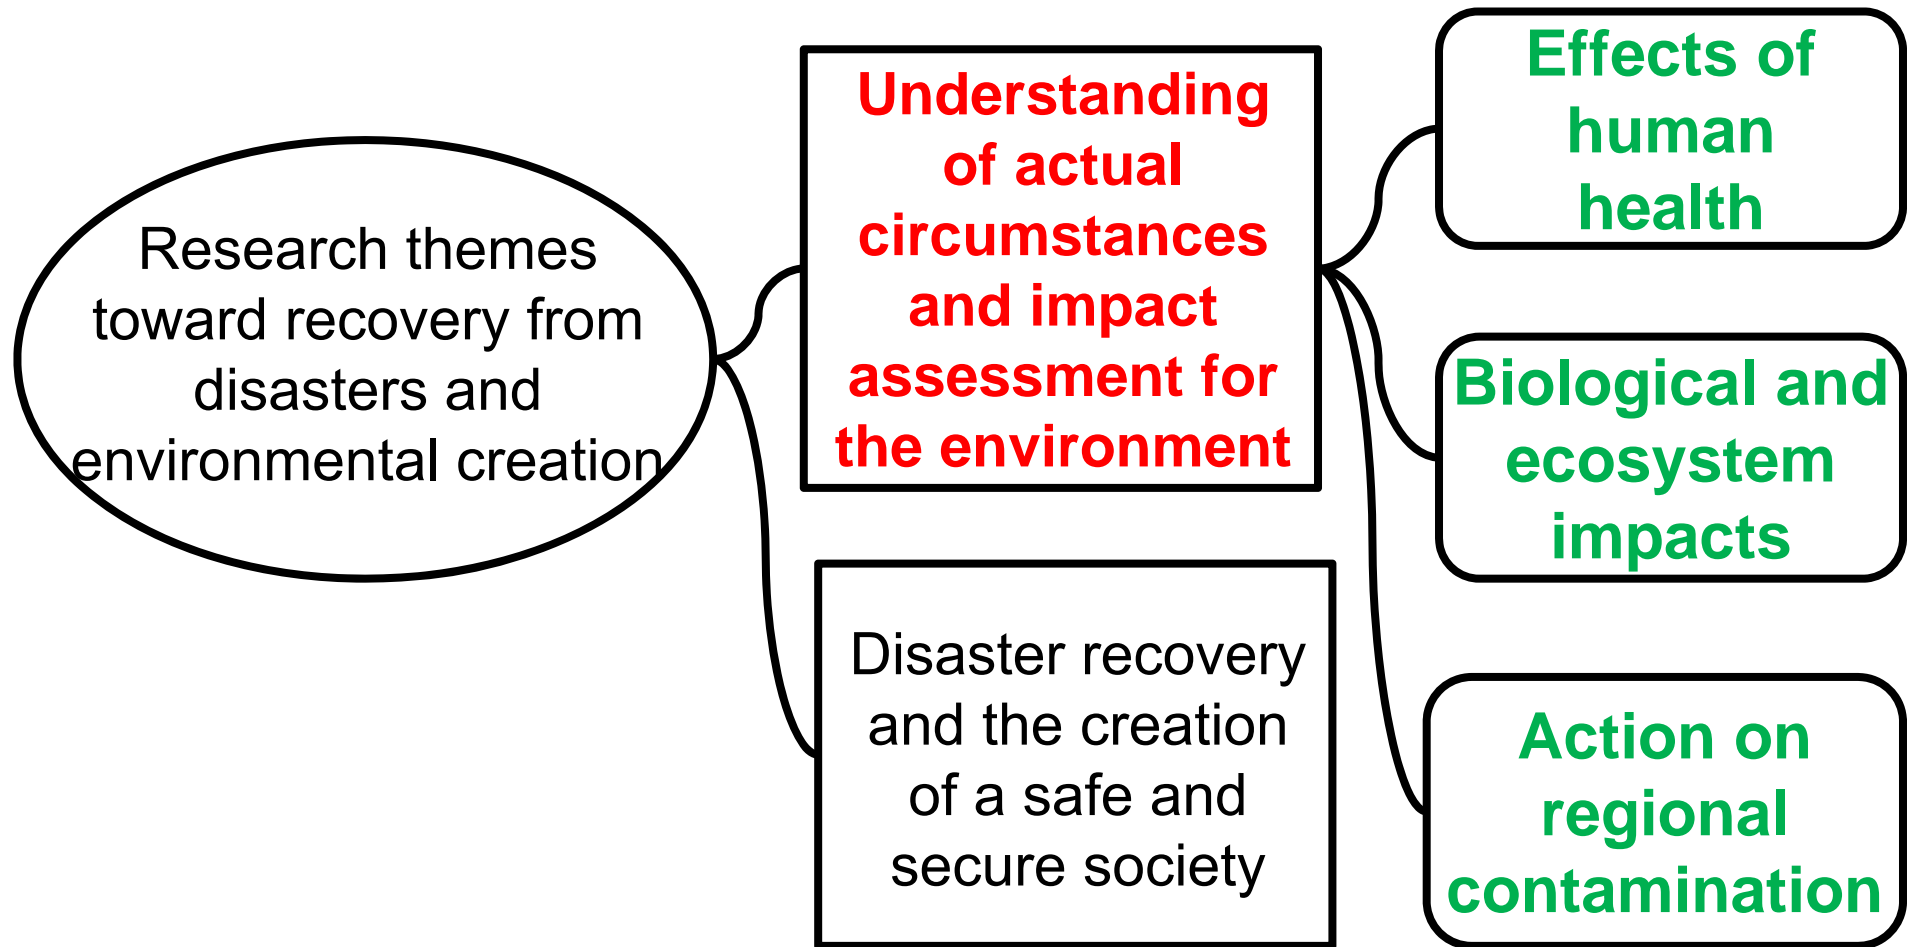 Research themes
toward recovery from
disasters and
environmental creation
Understanding
of actual
circumstances
and impact
assessment for
the environment
Disaster recovery
and the creation
of a safe and
secure society
Effects of
human
health
Biological and
ecosystem
impacts
Action on
regional
contamination